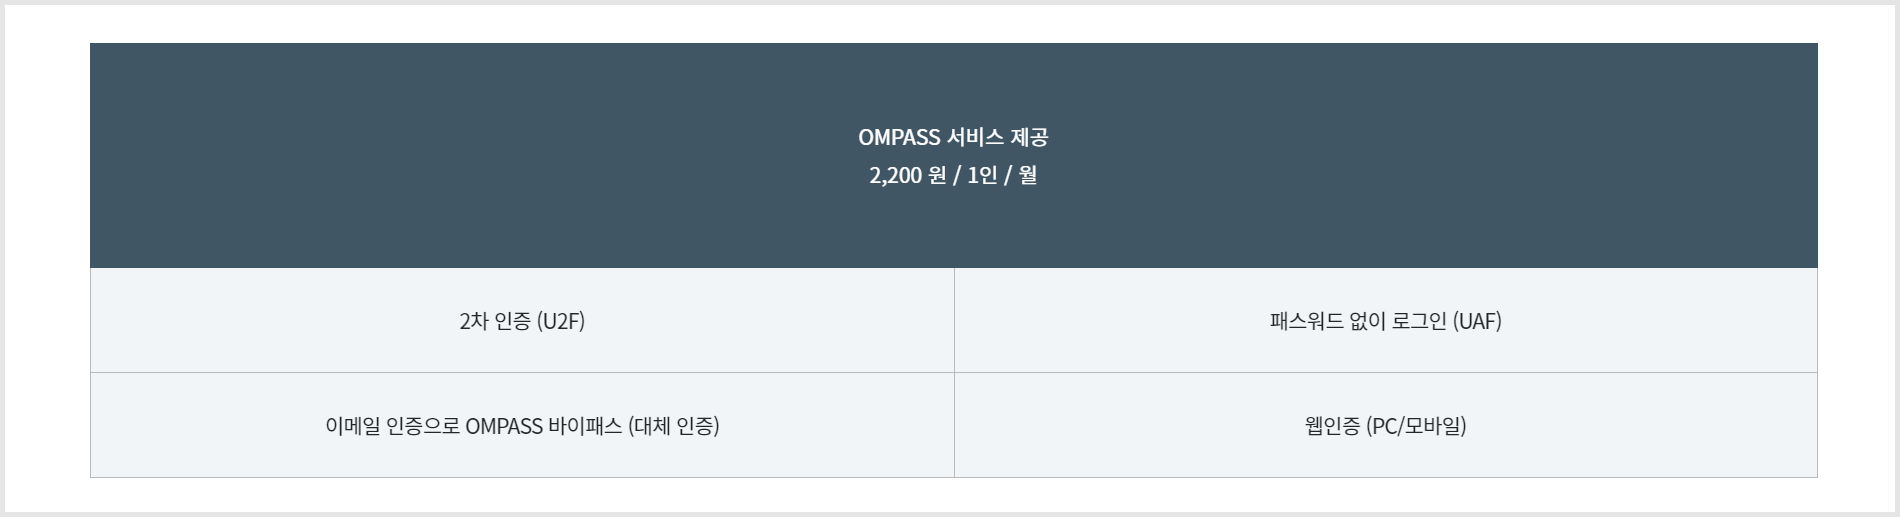 OMPASS 서비스 제공
2,200 원 / 1인 / 월
2차 인증 (U2F)
패스워드 없이 로그인 (UAF)
이메일 인증으로 OMPASS 바이패스 (대체 인증)
웹인증 (PC/모바일)